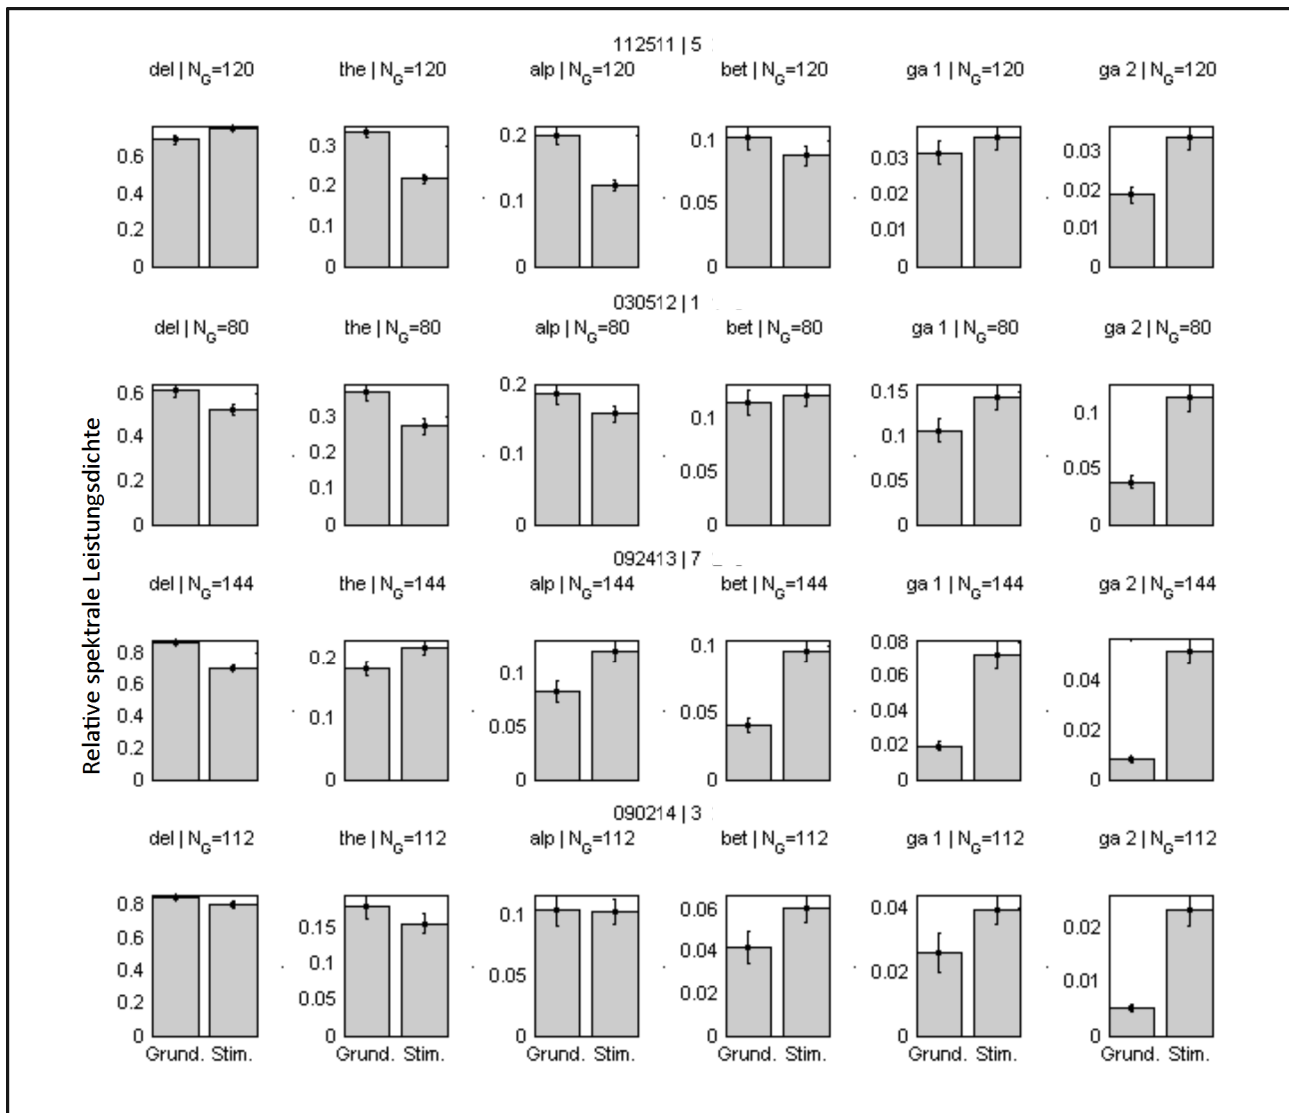 Relative spektrale Leistungsdichte
112511 | 5
del | N_G=120 the | N_G=120 alp | N_G=120 bet | N_G=120 ga 1 | N_G=120 ga 2 | N_G=120
0.6 0.4 0.2 0
0.3 0.2 0.1 0
0.2 0.1 0
0.1 0.05 0
0.03 0.02 0.01 0
0.03 0.02 0.01 0
030512 | 1
del | N_G=80 the | N_G=80 alp | N_G=80 bet | N_G=80 ga 1 | N_G=80 ga 2 | N_G=80
0.6 0.4 0.2 0
0.3 0.2 0.1 0
0.2 0.1 0
0.1 0.05 0
0.15 0.1 0.05 0
0.1 0.05 0
092413 | 7
del | N_G=144 the | N_G=144 alp | N_G=144 bet | N_G=144 ga 1 | N_G=144 ga 2 | N_G=144
0.8 0.6 0.4 0.2 0
0.2 0.1 0
0.1 0.05 0
0.1 0.05 0
0.08 0.06 0.04 0.02 0
0.04 0.02 0
090214 | 3
del | N_G=112 the | N_G=112 alp | N_G=112 bet | N_G=112 ga 1 | N_G=112 ga 2 | N_G=112
0.8 0.6 0.4 0.2 0
0.15 0.1 0.05 0
0.1 0.05 0
0.06 0.04 0.02 0
0.04 0.02 0
0.02 0.01 0
Grund. Stim. Grund. Stim. Grund. Stim. Grund. Stim. Grund. Stim. Grund. Stim.